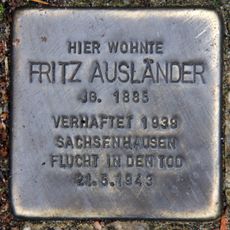 HIER WOHNTE
FRITZ AUSLÄNDER
JG. 1885
VERHAFTET 1939
SACHSENHAUSEN
FLUCHT IN DEN TOD
21.5.1943